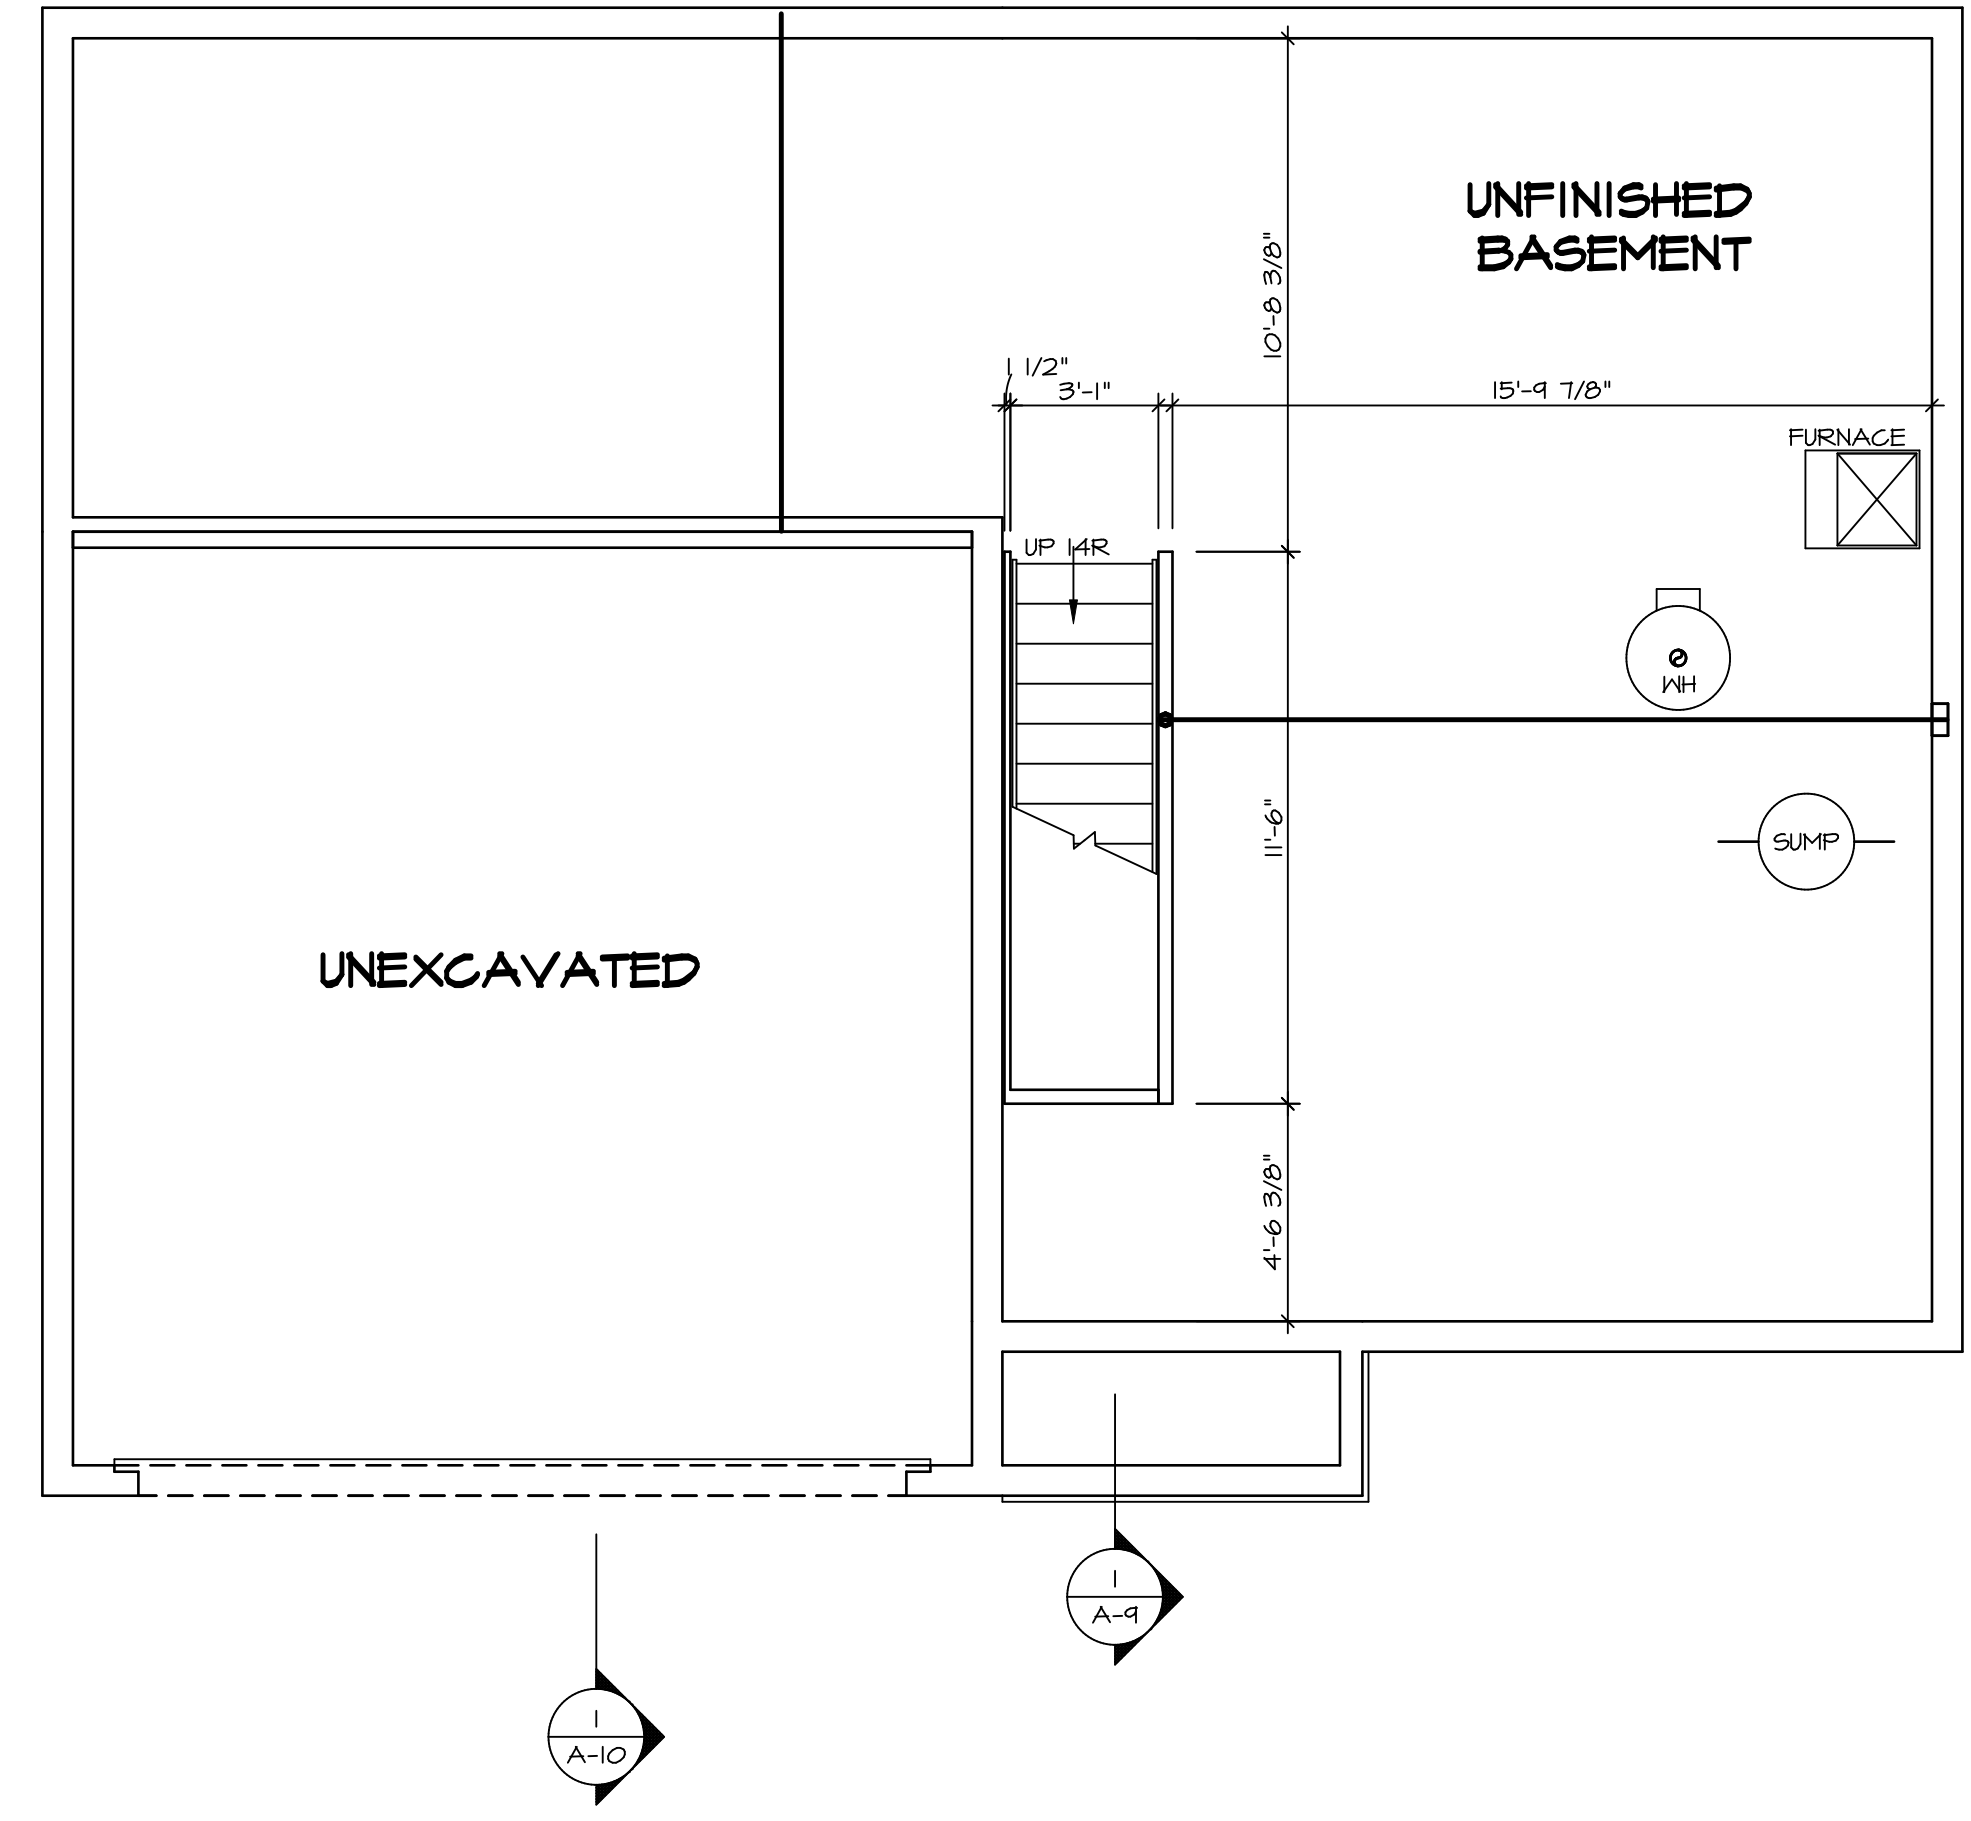 UNFINISHED
BASEMENT
10'-8 3/8"
1 1/2"
3'-1"
15'-9 7/8"
FURNACE
UP 14R
WH
11'-6"
SUMP
UNEXCAVATED
4'-6 3/8"
1
A-9
1
A-10